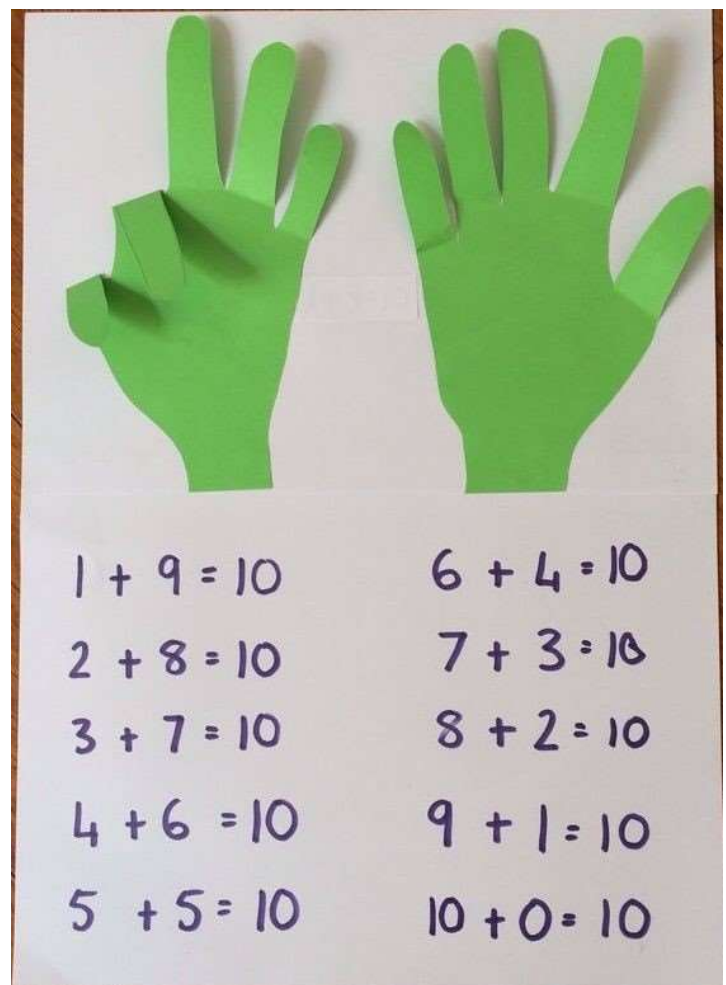 1 + 9 = 10
2 + 8 = 10
3 + 7 = 10
4 + 6 = 10
5 + 5 = 10
6 + 4 = 10
7 + 3 = 10
8 + 2 = 10
9 + 1 = 10
10 + 0 = 10